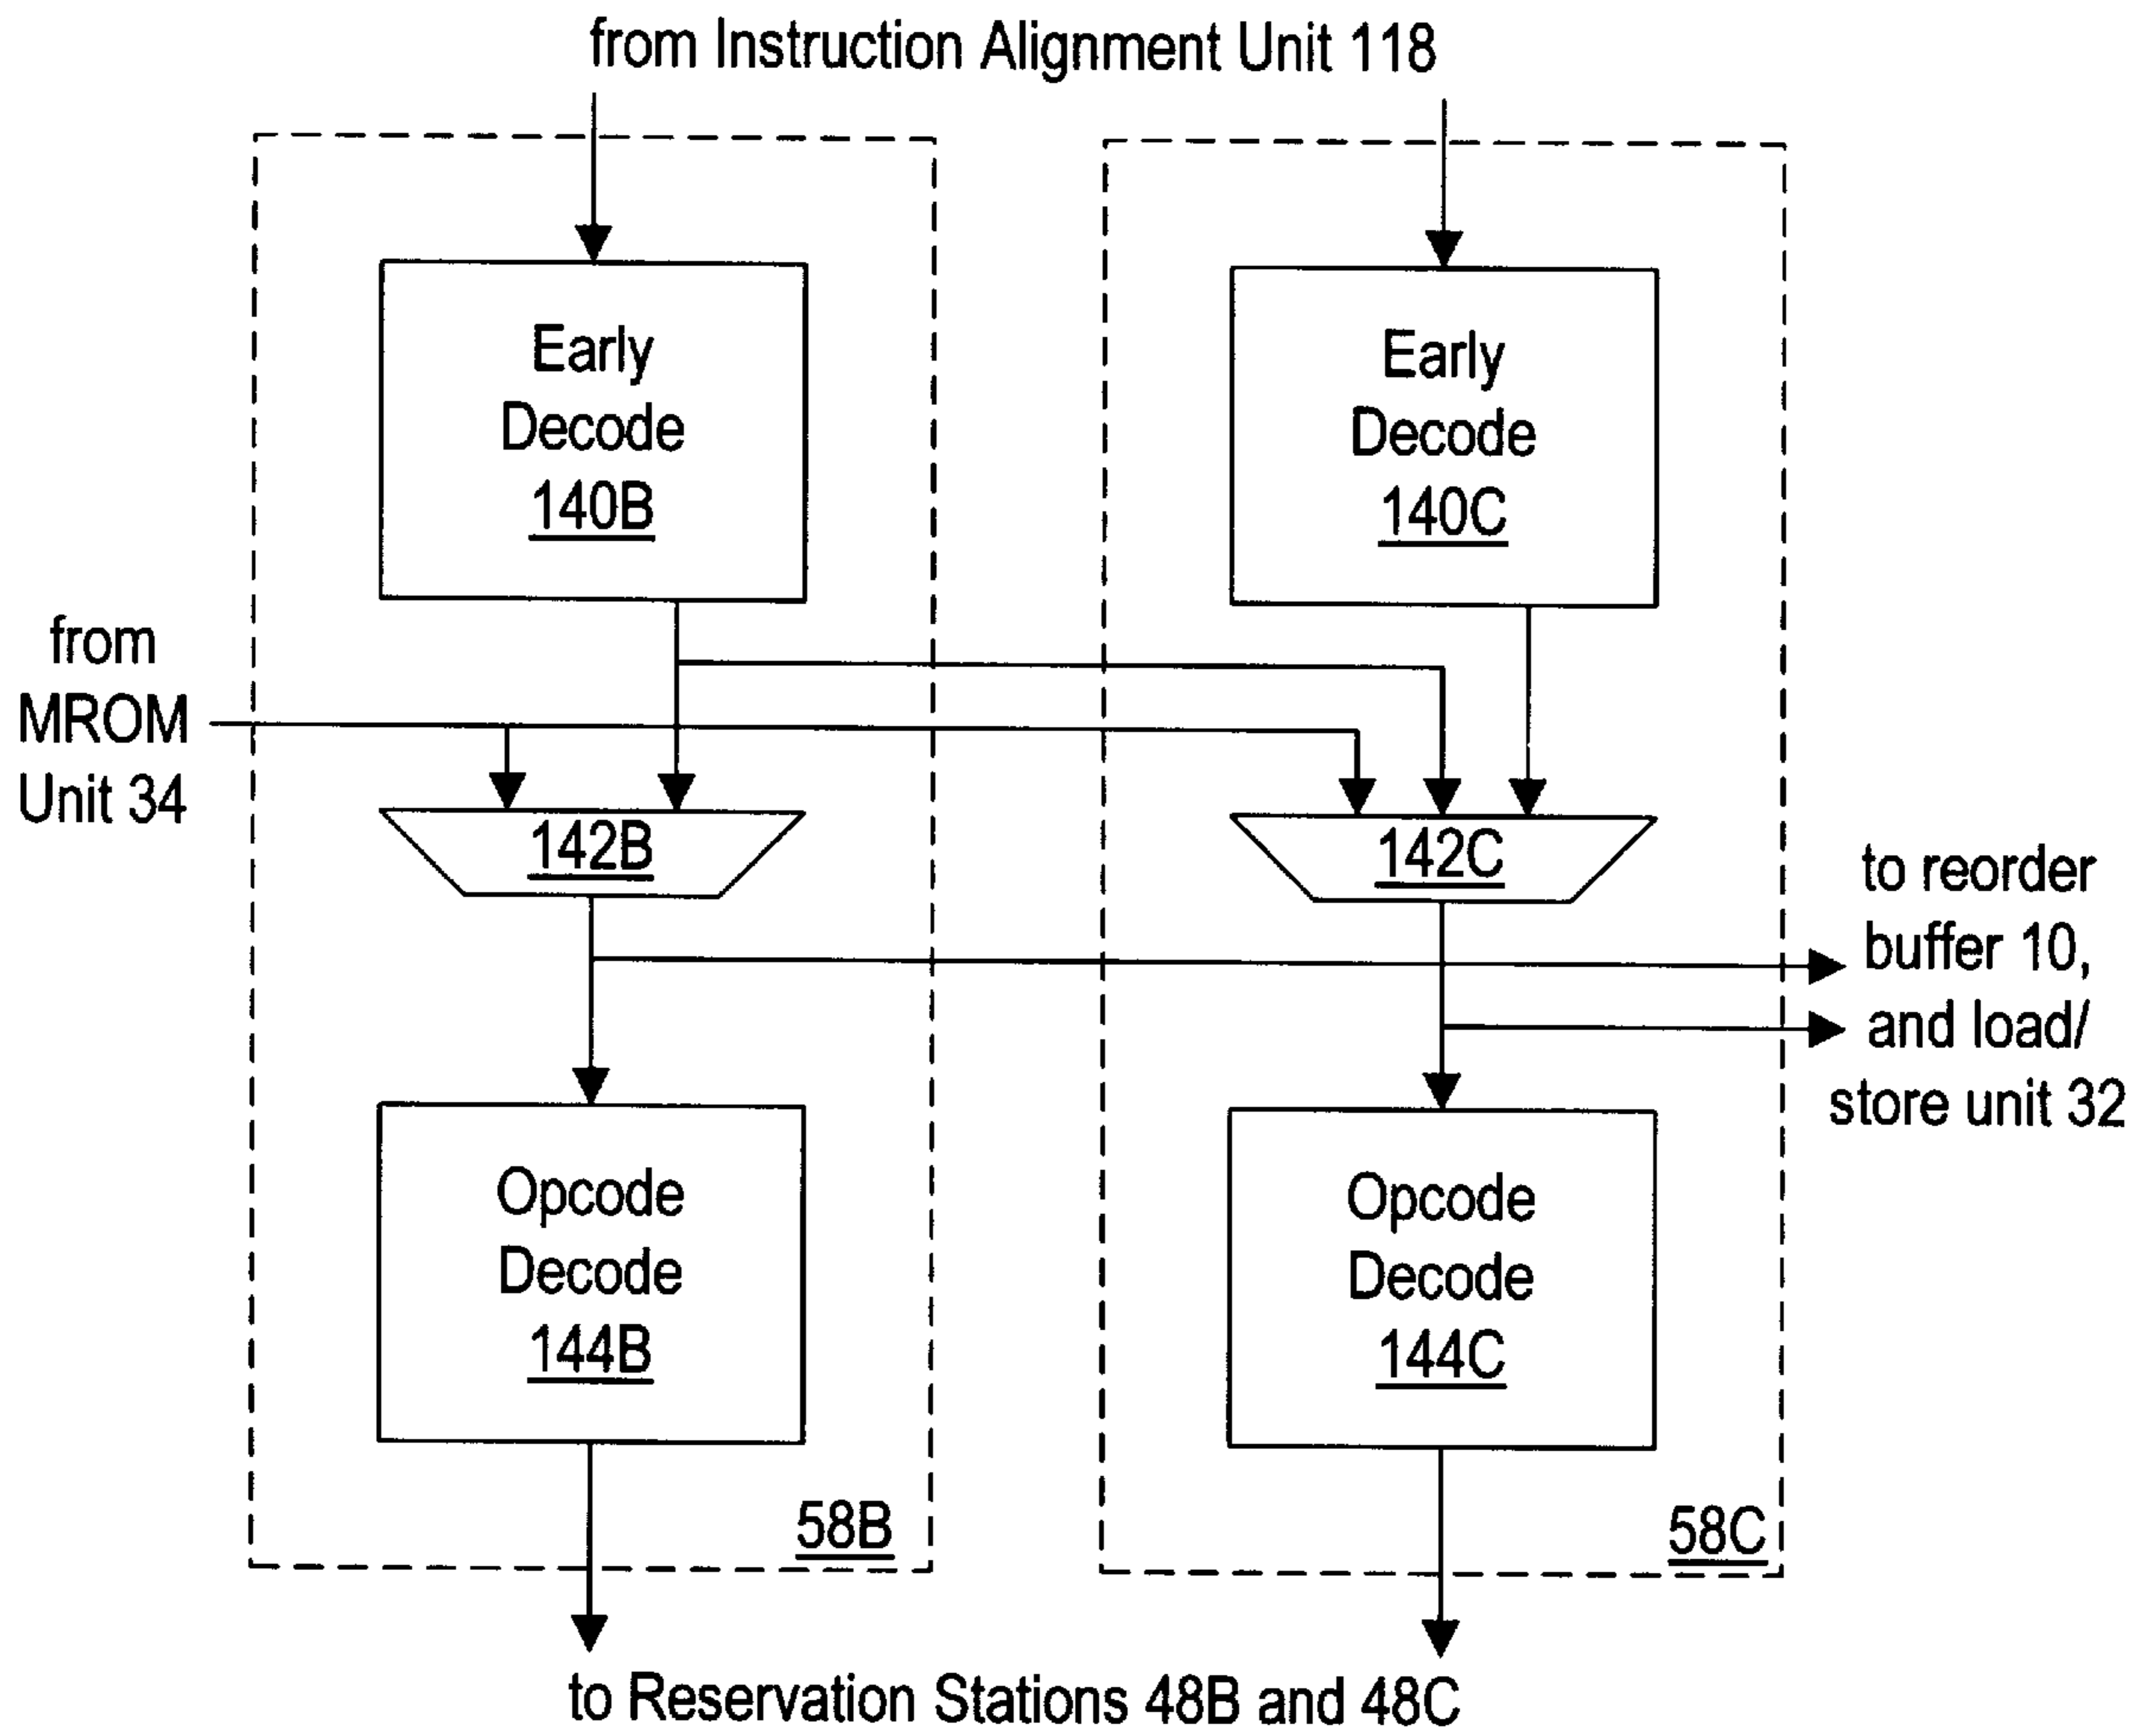 from Instruction Alignment Unit 118
Early
Decode
140B
Early
Decode
140C
from
MROM
Unit 34
142B
142C
to reorder
buffer 10,
and load/
store unit 32
Opcode
Decode
144B
Opcode
Decode
144C
58B
58C
to Reservation Stations 48B and 48C